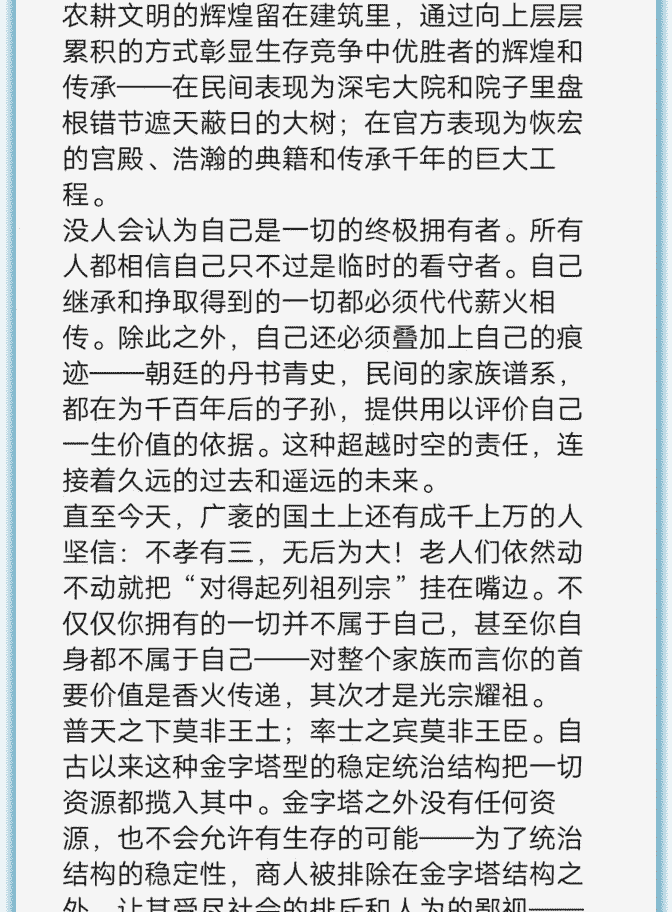 农耕文明的辉煌留在建筑里，通过向上层层
累积的方式彰显生存竞争中优胜者的辉煌和
传承——在民间表现为深宅大院和院子里盘
根错节遮天蔽日的大树；在官方表现为恢宏
的宫殿、浩瀚的典籍和传承千年的巨大工
程。
没人会认为自己是一切的终极拥有者。所有
人都相信自己只不过是临时的看守者。自己
继承和挣取得到的一切都必须代代薪火相
传。除此之外，自己还必须叠加上自己的痕
迹——朝廷的丹书青史，民间的家族谱系，
都在为千百年后的子孙，提供用以评价自己
一生价值的依据。这种超越时空的责任，连
接着久远的过去和遥远的未来。
直至今天，广袤的国土上还有成千上万的人
坚信：不孝有三，无后为大！老人们依然动
不动就把“对得起列祖列宗”挂在嘴边。不
仅仅你拥有的一切并不属于自己，甚至你自
身都不属于自己——对整个家族而言你的首
要价值是香火传递，其次才是光宗耀祖。
普天之下莫非王土；率士之宾莫非王臣。自
古以来这种金字塔型的稳定统治结构把一切
资源都揽入其中。金字塔之外没有任何资
源，也不会允许有生存的可能——为了统治
结构的稳定性，商人被排除在金字塔结构之
外，让其受尽社会的排斥和人为的鄙视——